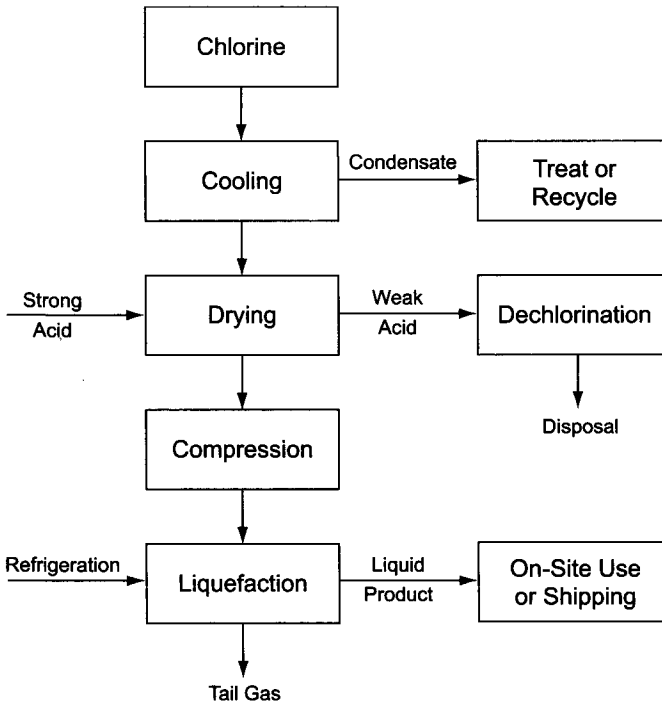 Chlorine
Cooling
Condensate
Treat or
Recycle
Strong
Acid
Drying
Weak
Acid
Dechlorination
Disposal
Compression
Refrigeration
Liquefaction
Liquid
Product
On-Site Use
or Shipping
Tail Gas